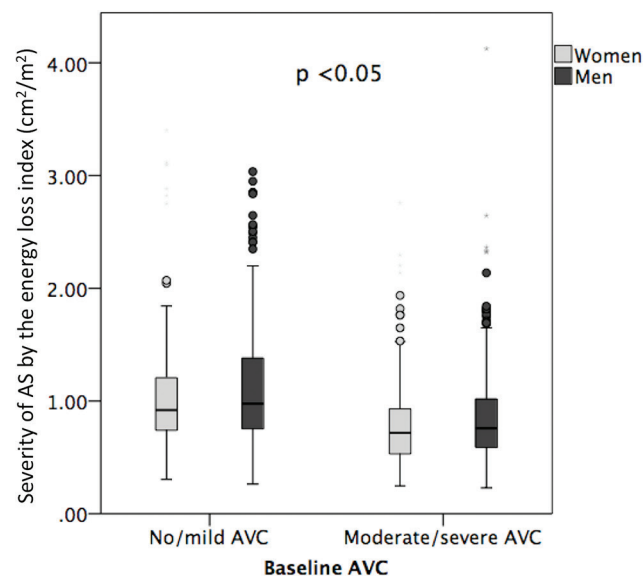 Severity of AS by the energy loss index (cm²/m²)
4.00
3.00
2.00
1.00
.00
p <0.05
Women
Men
No/mild AVC
Moderate/severe AVC
Baseline AVC